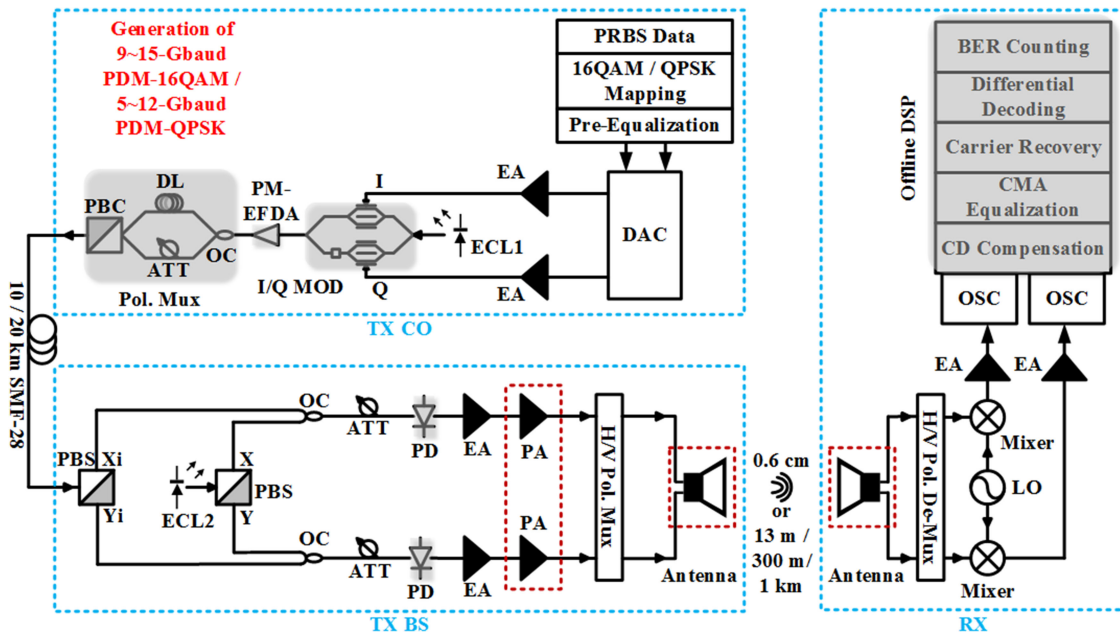 Generation of
9~15-Gbaud
PDM-16QAM /
5~12-Gbaud
PDM-QPSK
PRBS Data
16QAM / QPSK
Mapping
Pre-Equalization
DAC
EA
EA
I
Q
ECL1
I/Q MOD
PM-
EFDA
DL
PBC
ATT
OC
Pol. Mux
TX CO
10 / 20 km SMF-28
PBS
Xi
Yi
ECL2
X
PBS
Y
OC
ATT
PD
EA
PA
OC
ATT
PD
EA
PA
H/V Pol. Mux
Antenna
TX BS
0.6 cm
or
13 m /
300 m/
1 km
Offline DSP
BER Counting
Differential
Decoding
Carrier Recovery
CMA
Equalization
CD Compensation
OSC
OSC
EA
EA
Mixer
LO
Mixer
H/V Pol. De-Mux
Antenna
RX